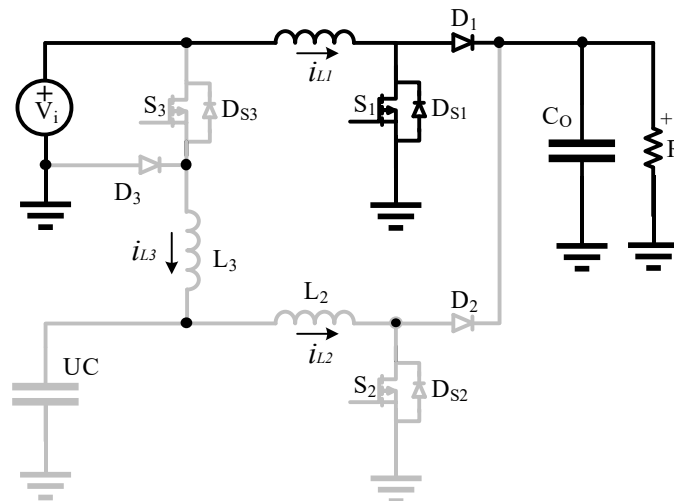 D1
iL1
+
Vi
S3
DS3
S1
DS1
CO
+
R
D3
iL3
L3
L2
D2
iL2
UC
S2
DS2